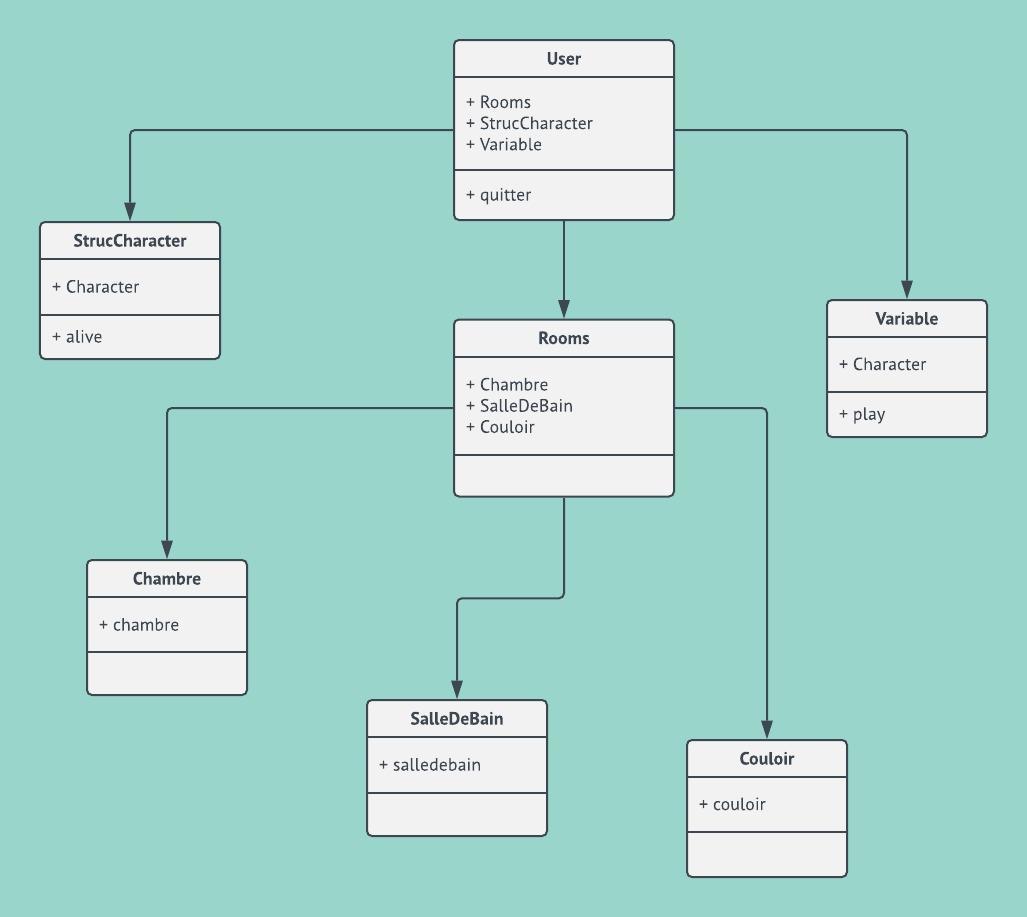 User
+ Rooms
+ StrucCharacter
+ Variable
+ quitter
StrucCharacter
+ Character
+ alive
Rooms
+ Chambre
+ SalleDeBain
+ Couloir
Variable
+ Character
+ play
Chambre
+ chambre
SalleDeBain
+ salledebain
Couloir
+ couloir